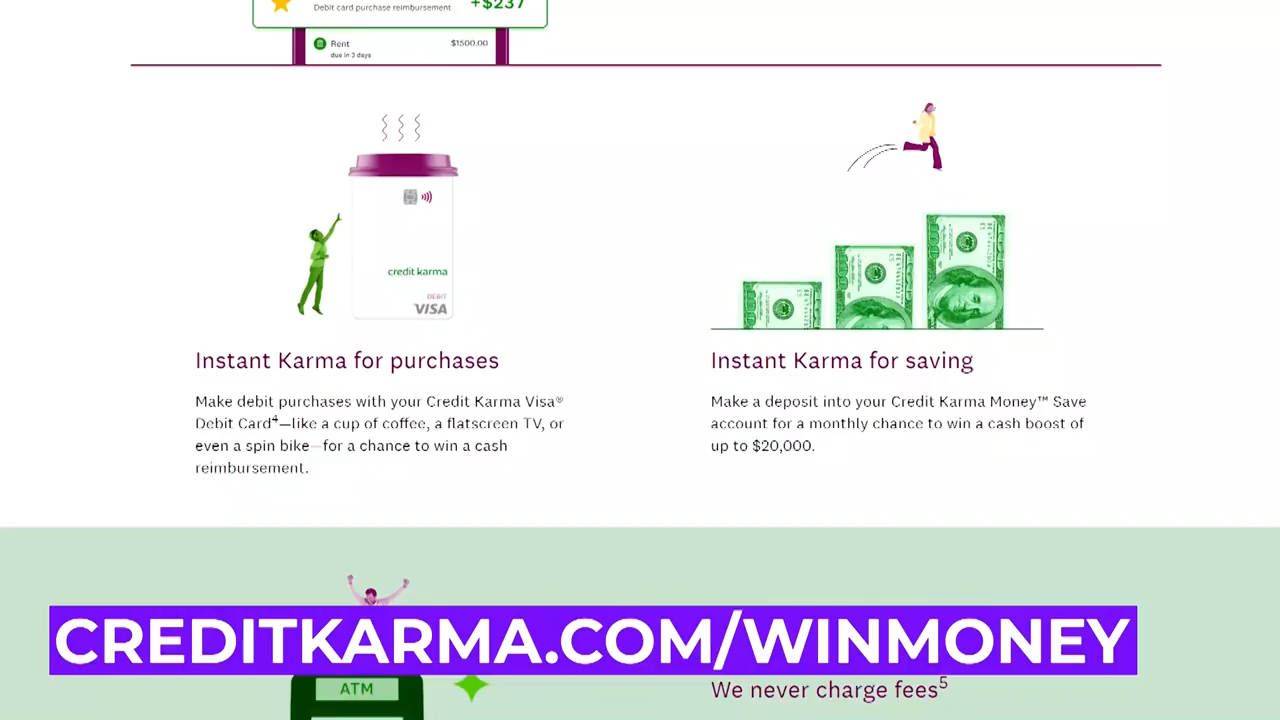 Debit card purchase reimbursement
+$237
Rent
$1500.00
due in 3 days
credit karma
DEBIT
VISA
Instant Karma for purchases
Make debit purchases with your Credit Karma Visa®
Debit Card⁴—like a cup of coffee, a flatscreen TV, or
even a spin bike—for a chance to win a cash
reimbursement.
Instant Karma for saving
Make a deposit into your Credit Karma Money™ Save
account for a monthly chance to win a cash boost of
up to $20,000.
CREDITKARMA.COM/WINMONEY
ATM
We never charge fees⁵